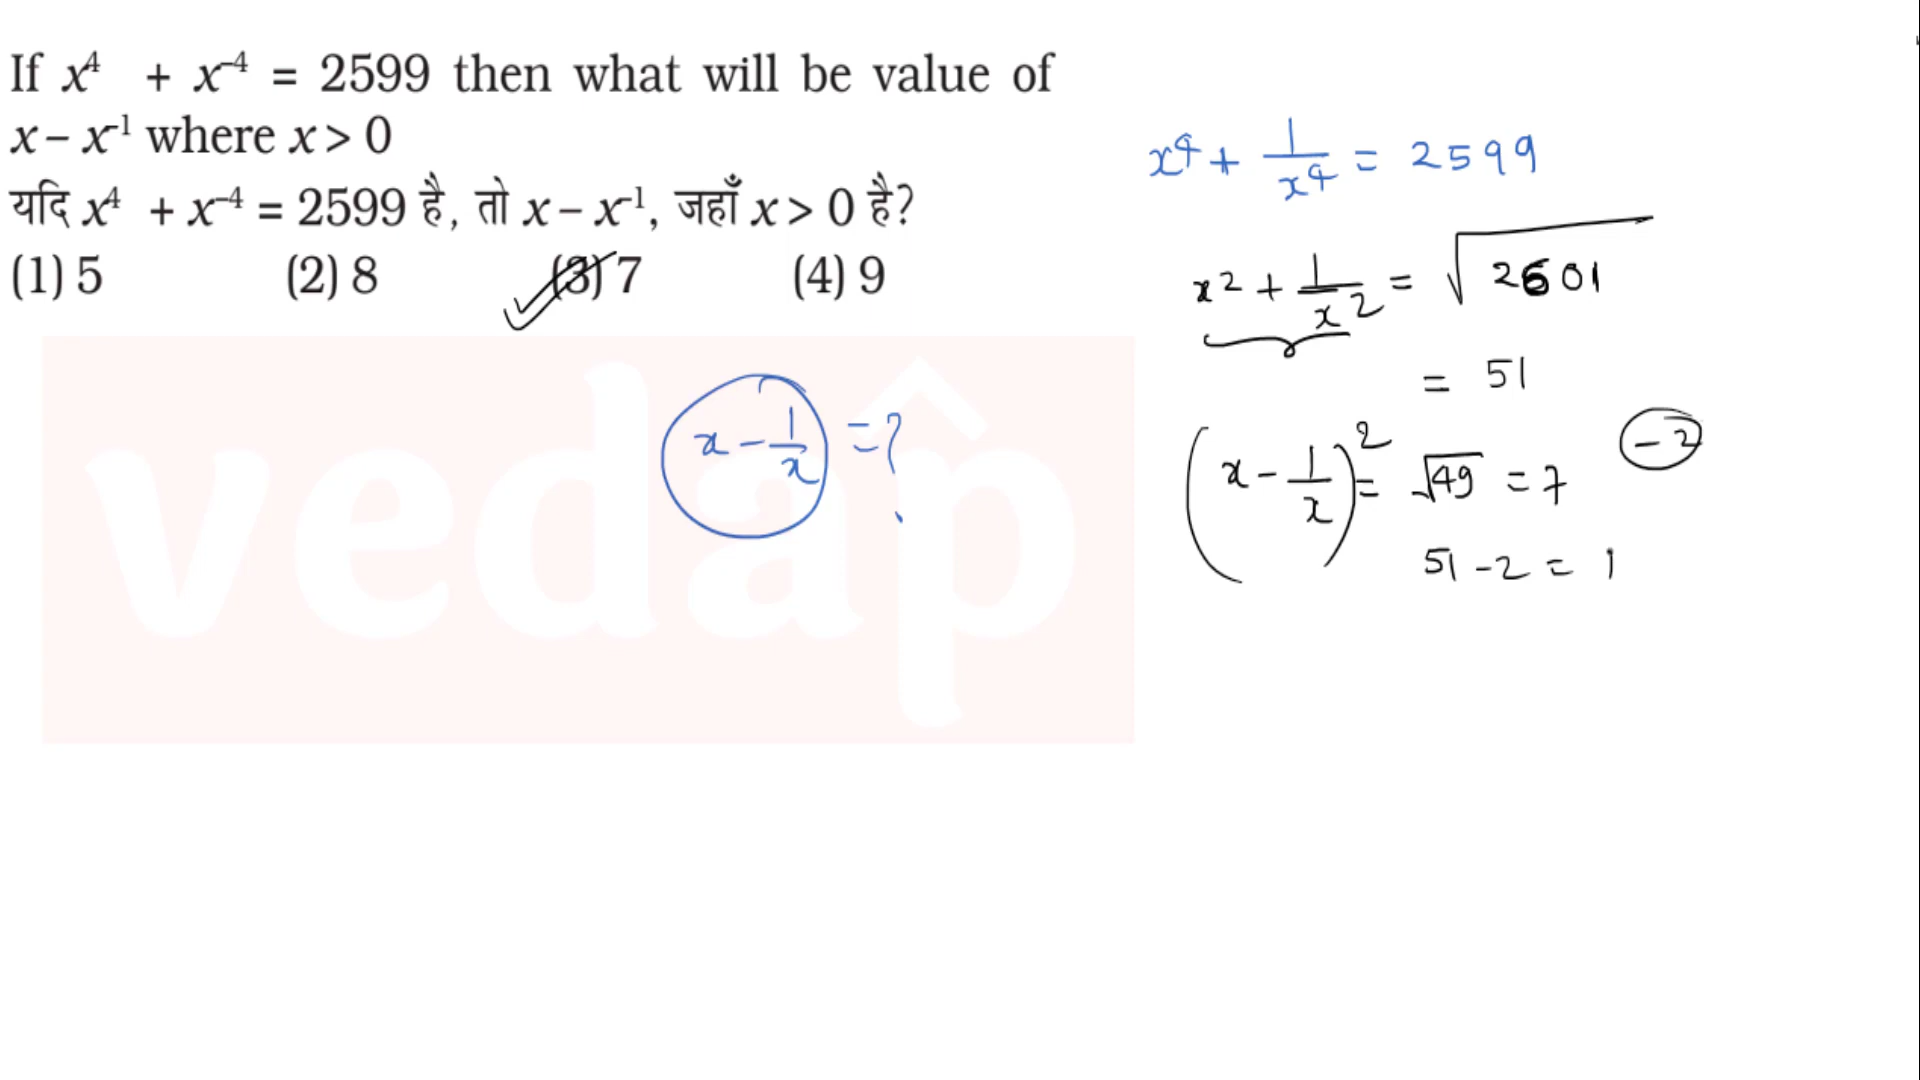 If x⁴ + x⁻⁴ = 2599 then what will be value of
x – x⁻¹ where x > 0
यदि x⁴ + x⁻⁴ = 2599 है, तो x – x⁻¹, जहाँ x > 0 है?
(1) 5 (2) 8 (3) 7 (4) 9
vedap
x - 1/x = ?
x⁴ + 1/x⁴ = 2599
x² + 1/x² = √2601
= 51
- 2
(x - 1/x)² = √49 = 7
51 - 2 = 1